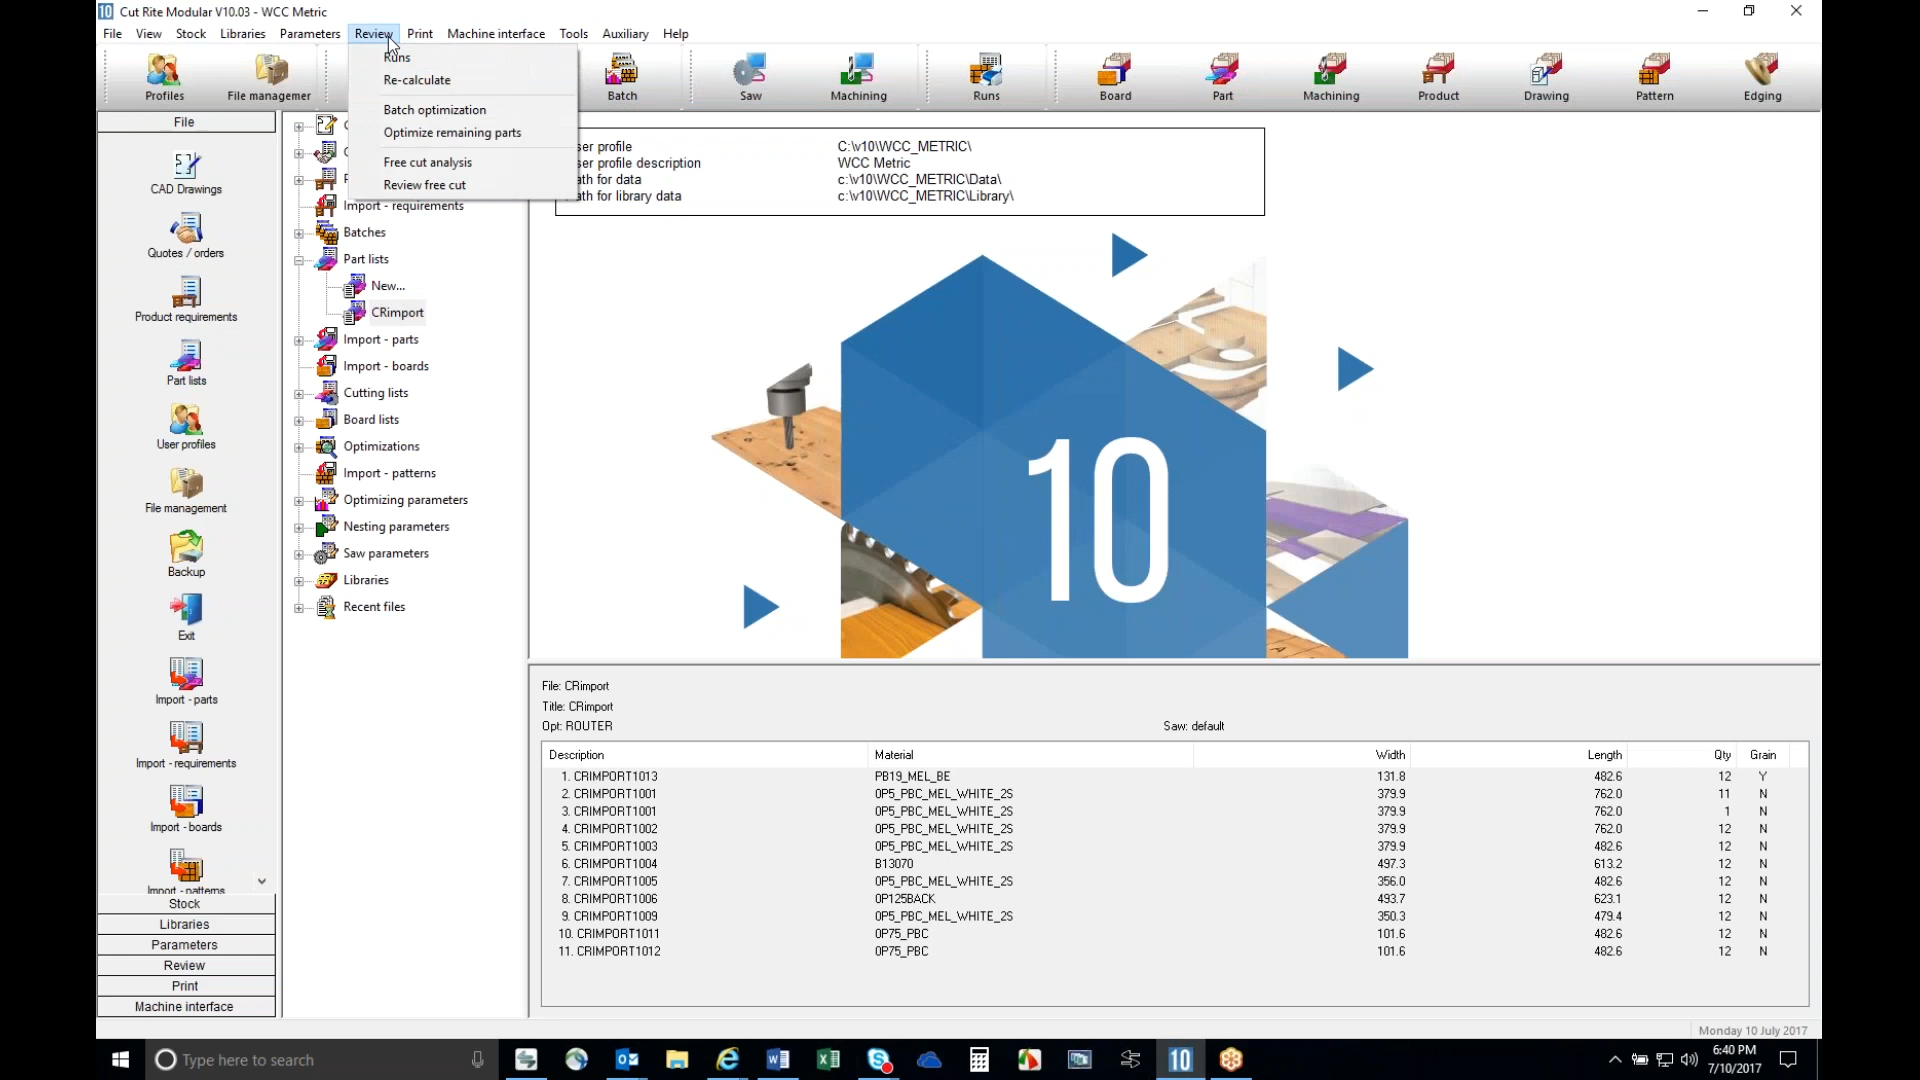 10 Cut Rite Modular V10.03 - WCC Metric
File View Stock Libraries Parameters Review Print Machine interface Tools Auxiliary Help
Runs
Re-calculate
Batch optimization
Optimize remaining parts
Free cut analysis
Review free cut
Profiles File managemer Batch Saw Machining Runs Board Part Machining Product Drawing Pattern Edging
File
CAD Drawings
Quotes / orders
Product requirements
Part lists
User profiles
File management
Backup
Exit
Import - parts
Import - requirements
Import - boards
Import - patterns
Stock
Libraries
Parameters
Review
Print
Machine interface
Import - requirements
Batches
Part lists
New...
CRimport
Import - parts
Import - boards
Cutting lists
Board lists
Optimizations
Import - patterns
Optimizing parameters
Nesting parameters
Saw parameters
Libraries
Recent files
ser profile C:\v10\WCC_METRIC\
ser profile description WCC Metric
ath for data c:\v10\WCC_METRIC\Data\
ath for library data c:\v10\WCC_METRIC\Library\
10
File: CRimport
Title: CRimport
Opt: ROUTER Saw: default
Description Material Width Length Qty Grain
1. CRIMPORT1013 PB19_MEL_BE 131.8 482.6 12 Y
2. CRIMPORT1001 0P5_PBC_MEL_WHITE_2S 379.9 762.0 11 N
3. CRIMPORT1001 0P5_PBC_MEL_WHITE_2S 379.9 762.0 1 N
4. CRIMPORT1002 0P5_PBC_MEL_WHITE_2S 379.9 762.0 12 N
5. CRIMPORT1003 0P5_PBC_MEL_WHITE_2S 379.9 482.6 12 N
6. CRIMPORT1004 B13070 497.3 613.2 12 N
7. CRIMPORT1005 0P5_PBC_MEL_WHITE_2S 356.0 482.6 12 N
8. CRIMPORT1006 0P125BACK 493.7 623.1 12 N
9. CRIMPORT1009 0P5_PBC_MEL_WHITE_2S 350.3 479.4 12 N
10. CRIMPORT1011 0P75_PBC 101.6 482.6 12 N
11. CRIMPORT1012 0P75_PBC 101.6 482.6 12 N
Monday 10 July 2017
Type here to search
10
6:40 PM
7/10/2017